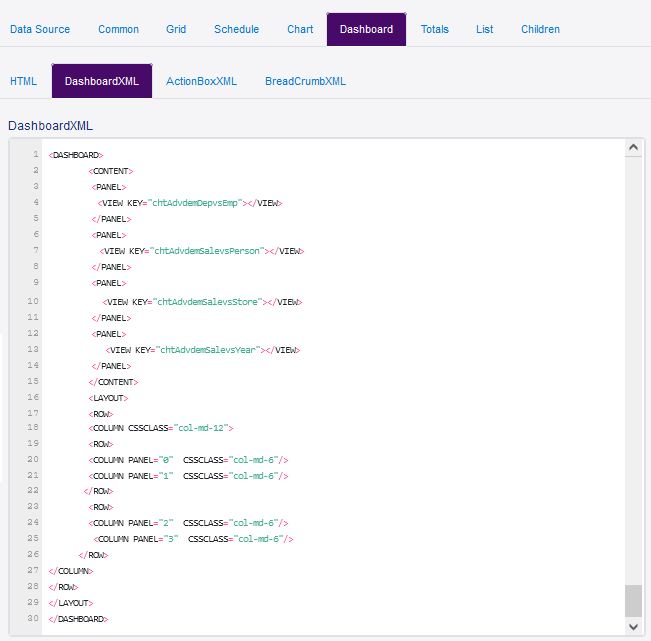 Data Source Common Grid Schedule Chart Dashboard Totals List Children
HTML DashboardXML ActionBoxXML BreadCrumbXML
DashboardXML
1 <DASHBOARD>
2 <CONTENT>
3 <PANEL>
4 <VIEW KEY="chtAdvdemDepvsEmp"></VIEW>
5 </PANEL>
6 <PANEL>
7 <VIEW KEY="chtAdvdemSalevsPerson"></VIEW>
8 </PANEL>
9 <PANEL>
10 <VIEW KEY="chtAdvdemSalevsStore"></VIEW>
11 </PANEL>
12 <PANEL>
13 <VIEW KEY="chtAdvdemSalevsYear"></VIEW>
14 </PANEL>
15 </CONTENT>
16 <LAYOUT>
17 <ROW>
18 <COLUMN CSSCLASS="col-md-12">
19 <ROW>
20 <COLUMN PANEL="0" CSSCLASS="col-md-6"/>
21 <COLUMN PANEL="1" CSSCLASS="col-md-6"/>
22 </ROW>
23 <ROW>
24 <COLUMN PANEL="2" CSSCLASS="col-md-6"/>
25 <COLUMN PANEL="3" CSSCLASS="col-md-6"/>
26 </ROW>
27 </COLUMN>
28 </ROW>
29 </LAYOUT>
30 </DASHBOARD>